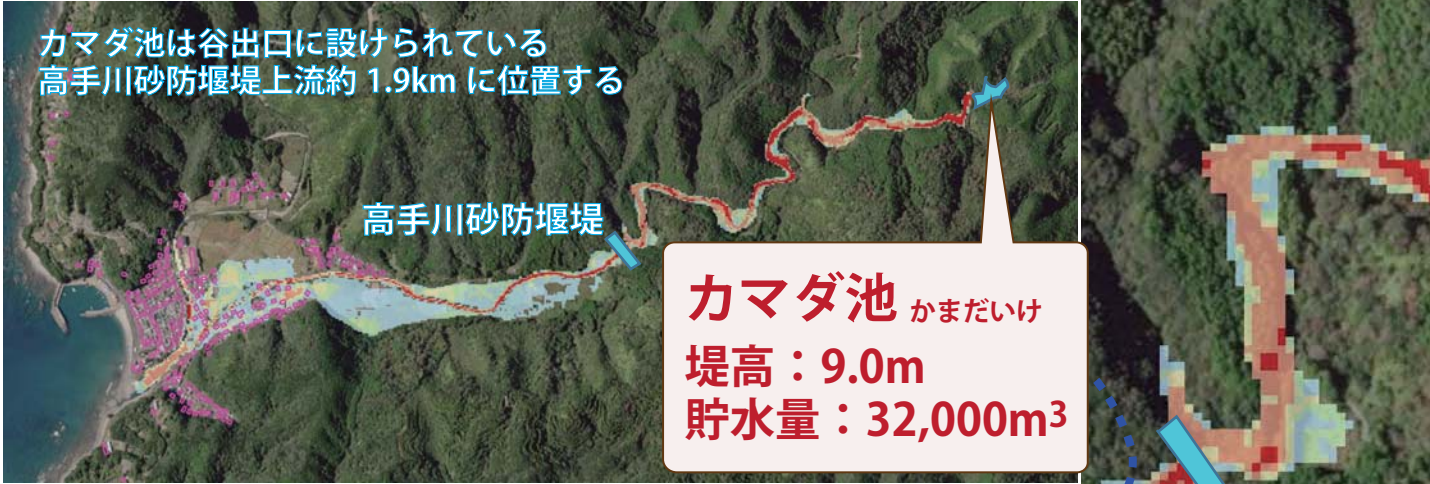 カマダ池は谷出口に設けられている
高手川砂防堰堤上流約 1.9km に位置する
高手川砂防堰堤
カマダ池 かまだいけ
堤高：9.0m
貯水量：32,000m³